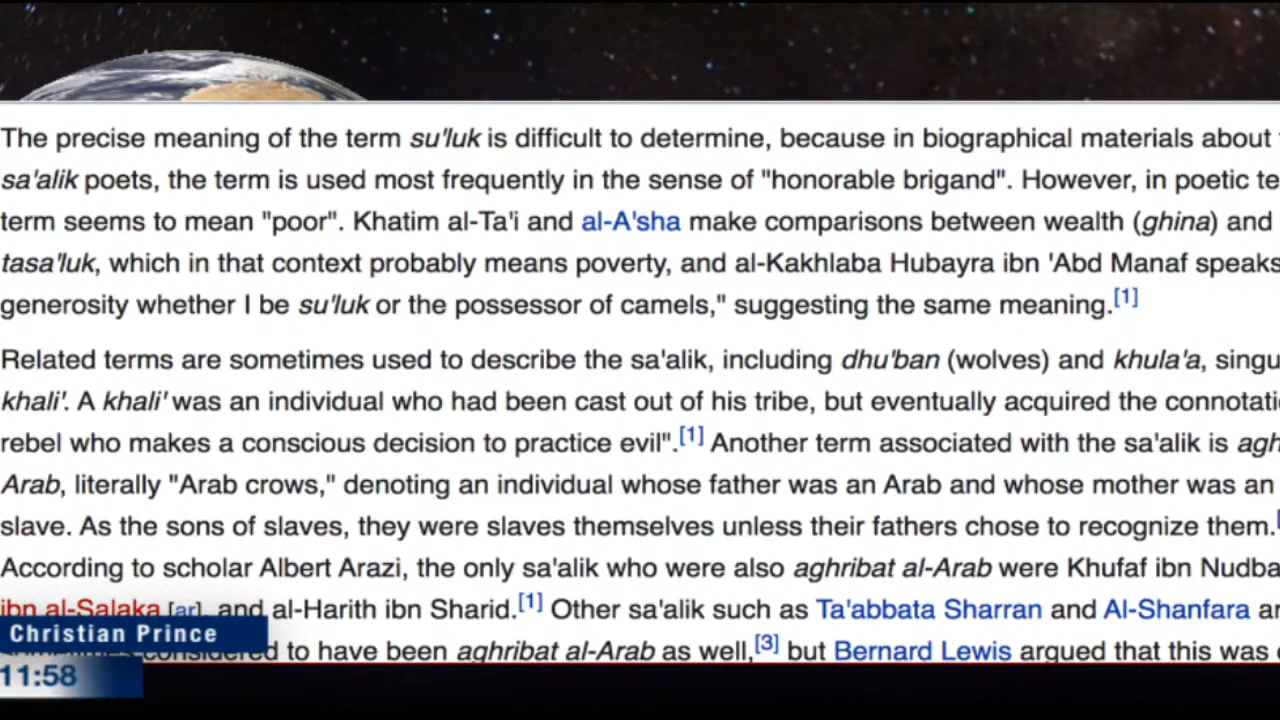 The precise meaning of the term su'luk is difficult to determine, because in biographical materials about
sa'alik poets, the term is used most frequently in the sense of "honorable brigand". However, in poetic te
term seems to mean "poor". Khatim al-Ta'i and al-A'sha make comparisons between wealth (ghina) and
tasa'luk, which in that context probably means poverty, and al-Kakhlaba Hubayra ibn 'Abd Manaf speaks
generosity whether I be su'luk or the possessor of camels," suggesting the same meaning.[1]
Related terms are sometimes used to describe the sa'alik, including dhu'ban (wolves) and khula'a, singu
khali'. A khali' was an individual who had been cast out of his tribe, but eventually acquired the connotati
rebel who makes a conscious decision to practice evil".[1] Another term associated with the sa'alik is agh
Arab, literally "Arab crows," denoting an individual whose father was an Arab and whose mother was an
slave. As the sons of slaves, they were slaves themselves unless their fathers chose to recognize them.
According to scholar Albert Arazi, the only sa'alik who were also aghribat al-Arab were Khufaf ibn Nudba
ibn al-Salaka [ar], and al-Harith ibn Sharid.[1] Other sa'alik such as Ta'abbata Sharran and Al-Shanfara ar
Christian Prince
sometimes considered to have been aghribat al-Arab as well,[3] but Bernard Lewis argued that this was
11:58